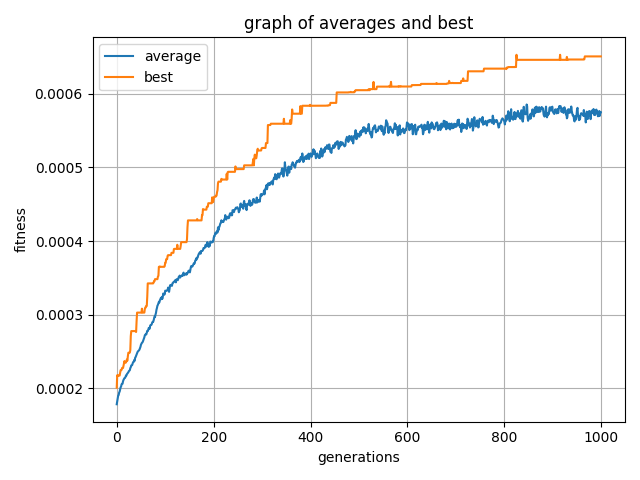 graph of averages and best
average
best
0.0006
0.0005
0.0004
0.0003
0.0002
fitness
0 200 400 600 800 1000
generations